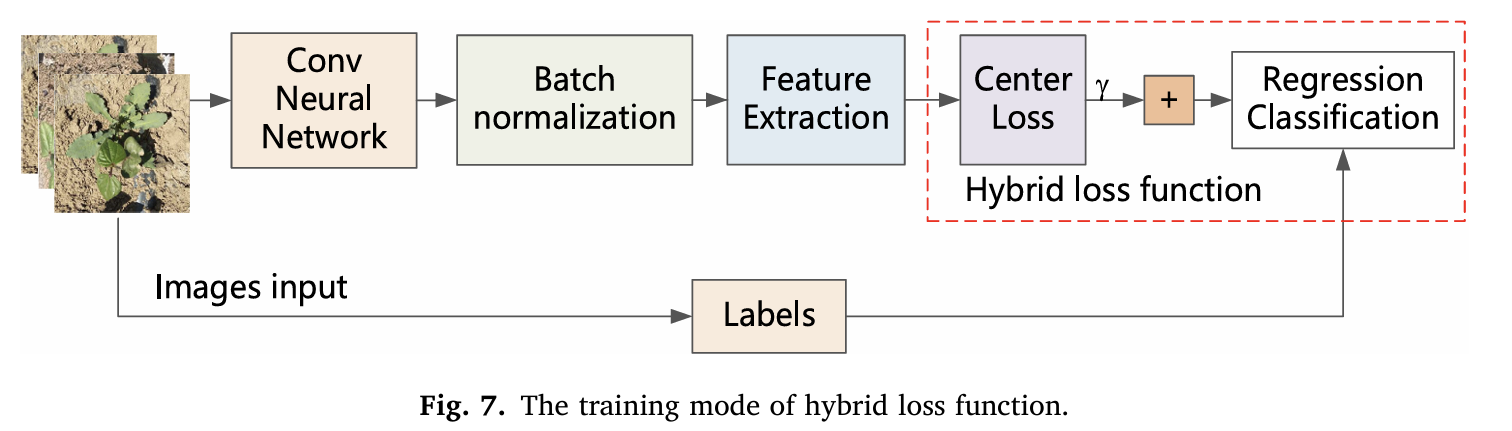 Conv
Neural
Network
Batch
normalization
Feature
Extraction
Center
Loss
γ
+
Regression
Classification
Hybrid loss function
Images input
Labels
Fig. 7. The training mode of hybrid loss function.